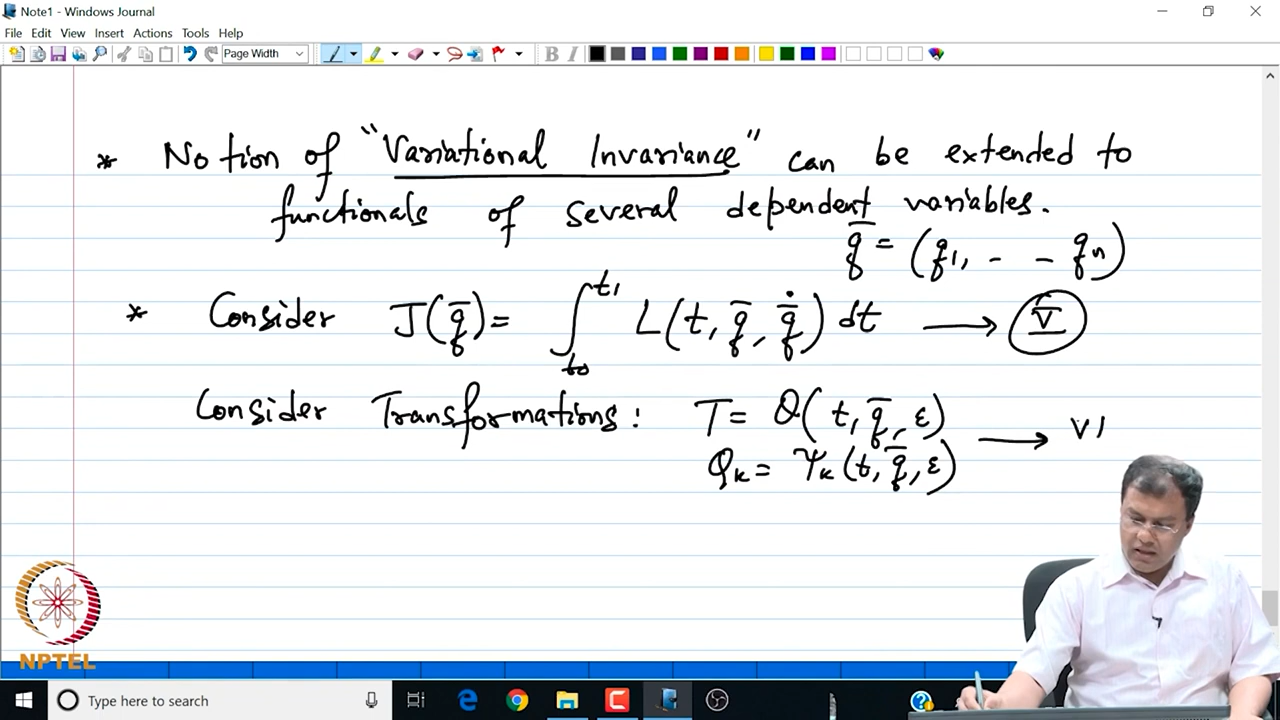 Note1 - Windows Journal
File Edit View Insert Actions Tools Help
Page Width
B I
* Notion of "Variational Invariance" can be extended to
functionals of several dependent variables.
q̅ = (q1, - - qn)
* Consider J(q̅) = ∫_{t0}^{t1} L(t, q̅, q̅̇) dt → V
Consider Transformations: T = θ(t, q̅, ε)
Qk = Ψk(t, q̅, ε) → VI
NPTEL
Type here to search